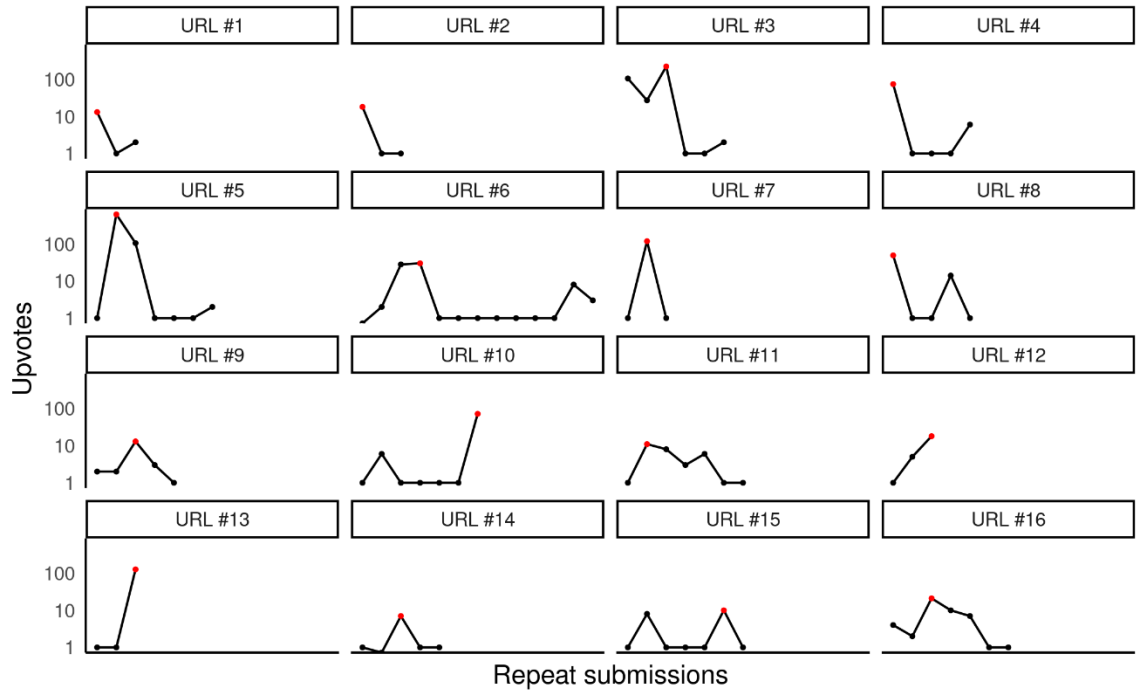 URL #1 URL #2 URL #3 URL #4
100
10
1
URL #5 URL #6 URL #7 URL #8
100
10
1
URL #9 URL #10 URL #11 URL #12
100
10
1
URL #13 URL #14 URL #15 URL #16
100
10
1
Upvotes
Repeat submissions